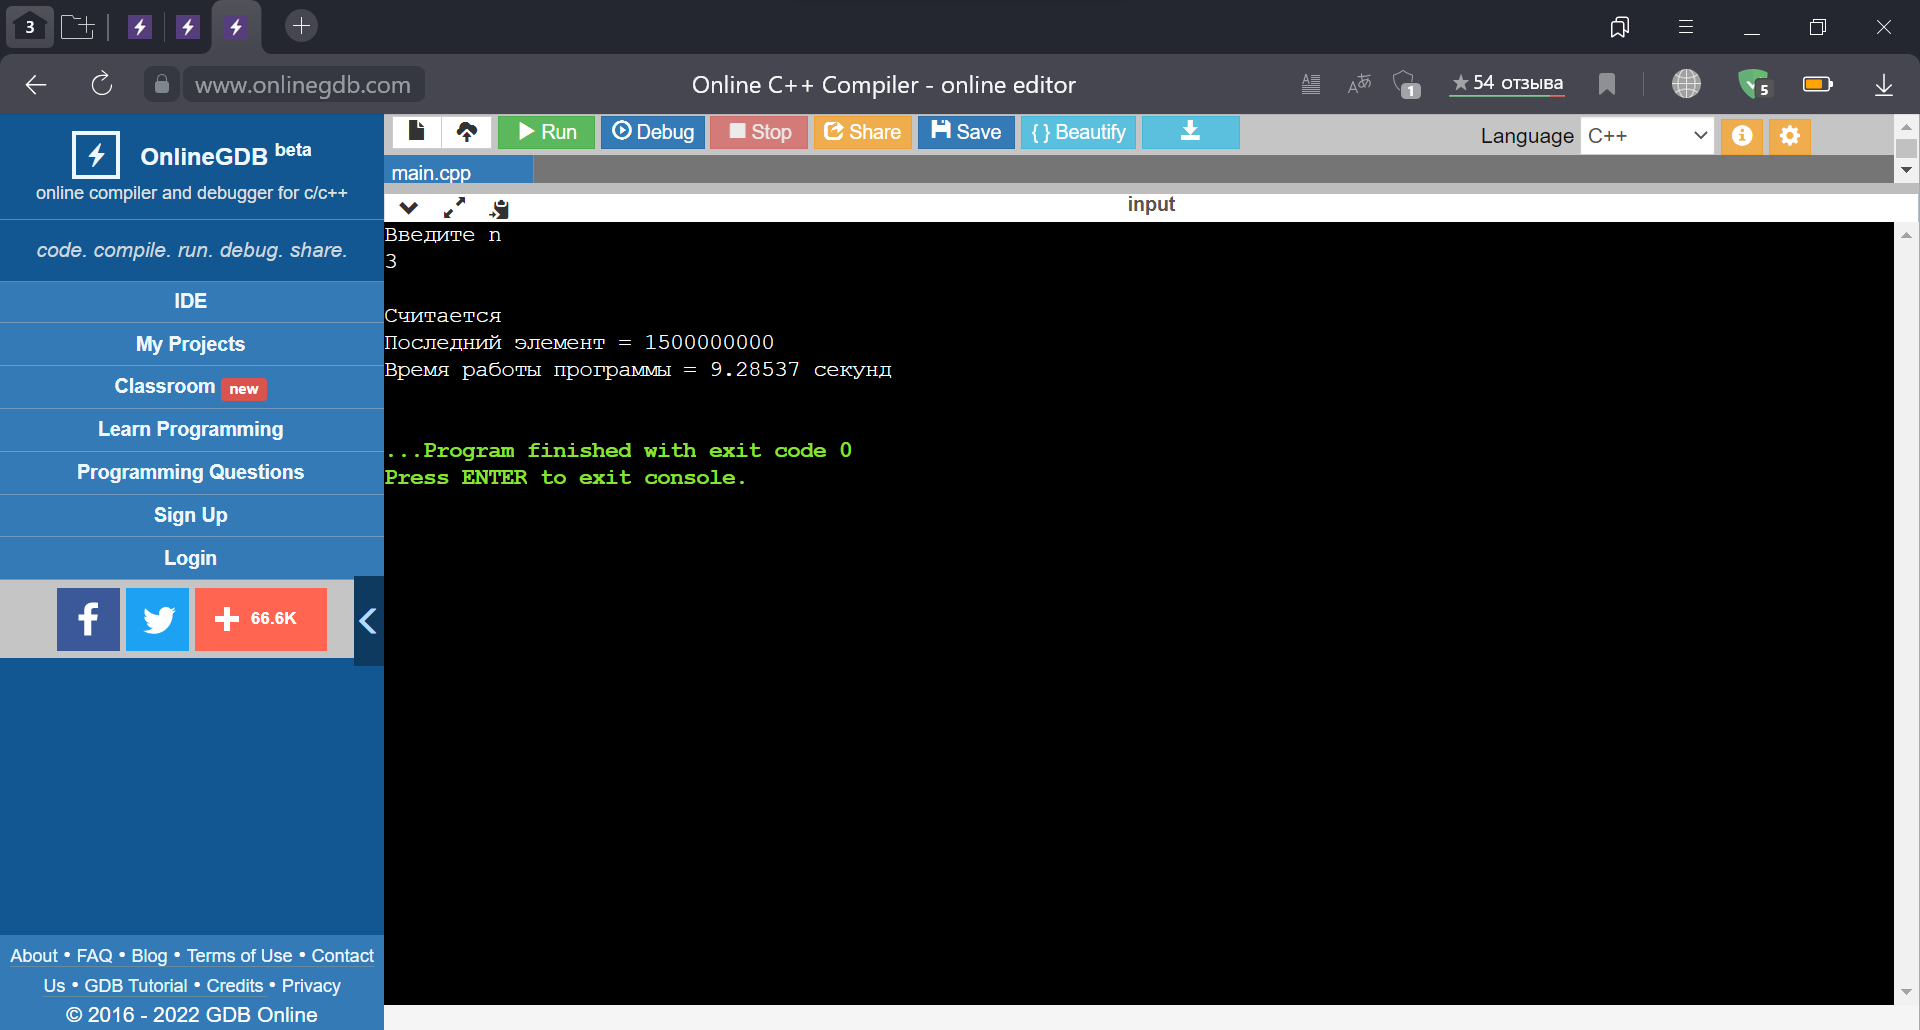 3
www.onlinegdb.com
Online C++ Compiler - online editor
1
★54 отзыва
5
OnlineGDB beta
online compiler and debugger for c/c++
code. compile. run. debug. share.
IDE
My Projects
Classroom new
Learn Programming
Programming Questions
Sign Up
Login
f
66.6K
About • FAQ • Blog • Terms of Use • Contact
Us • GDB Tutorial • Credits • Privacy
© 2016 - 2022 GDB Online
Run
Debug
Stop
Share
Save
{ } Beautify
Language
C++
main.cpp
input
Введите n
3
Считается
Последний элемент = 1500000000
Время работы программы = 9.28537 секунд
...Program finished with exit code 0
Press ENTER to exit console.